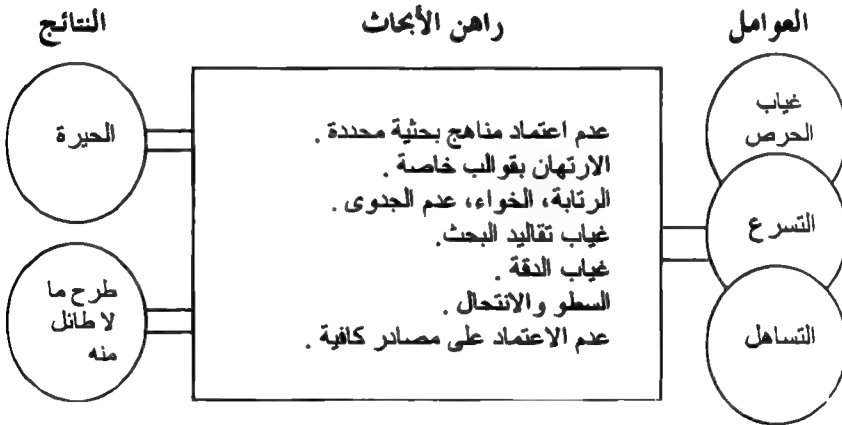 العوامل
راهن الأبحاث
النتائج
غياب
الحرص
التسرع
التساهل
عدم اعتماد مناهج بحثية محددة .
الارتهان بقوالب خاصة .
الرتابة، الخواء، عدم الجدوى .
غياب تقاليد البحث.
غياب الدقة .
السطو والانتحال .
عدم الاعتماد على مصادر كافية .
الحيرة
طرح ما
لا طائل
منه